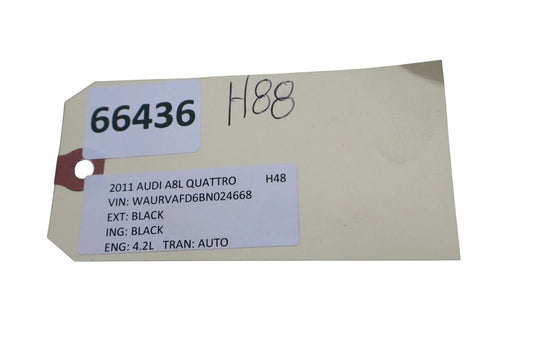 66436
H88
2011 AUDI A8L QUATTRO H48
VIN: WAURVAFD6BN024668
EXT: BLACK
ING: BLACK
ENG: 4.2L TRAN: AUTO